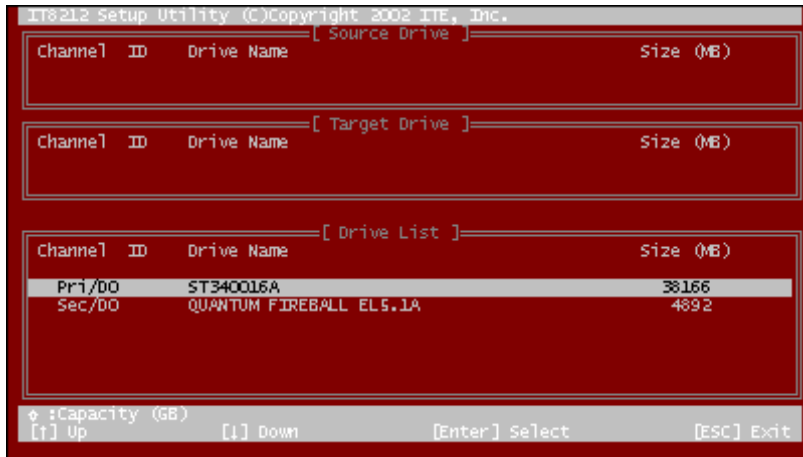 IT8212 Setup Utility (C)Copyright 2002 ITE, Inc.
[ Source Drive ]
Channel ID Drive Name Size (MB)
[ Target Drive ]
Channel ID Drive Name Size (MB)
[ Drive List ]
Channel ID Drive Name Size (MB)
Pri/D0 ST340016A 38166
Sec/D0 QUANTUM FIREBALL EL5.1A 4892
:Capacity (GB)
[↑] Up [↓] Down [Enter] Select [ESC] Exit